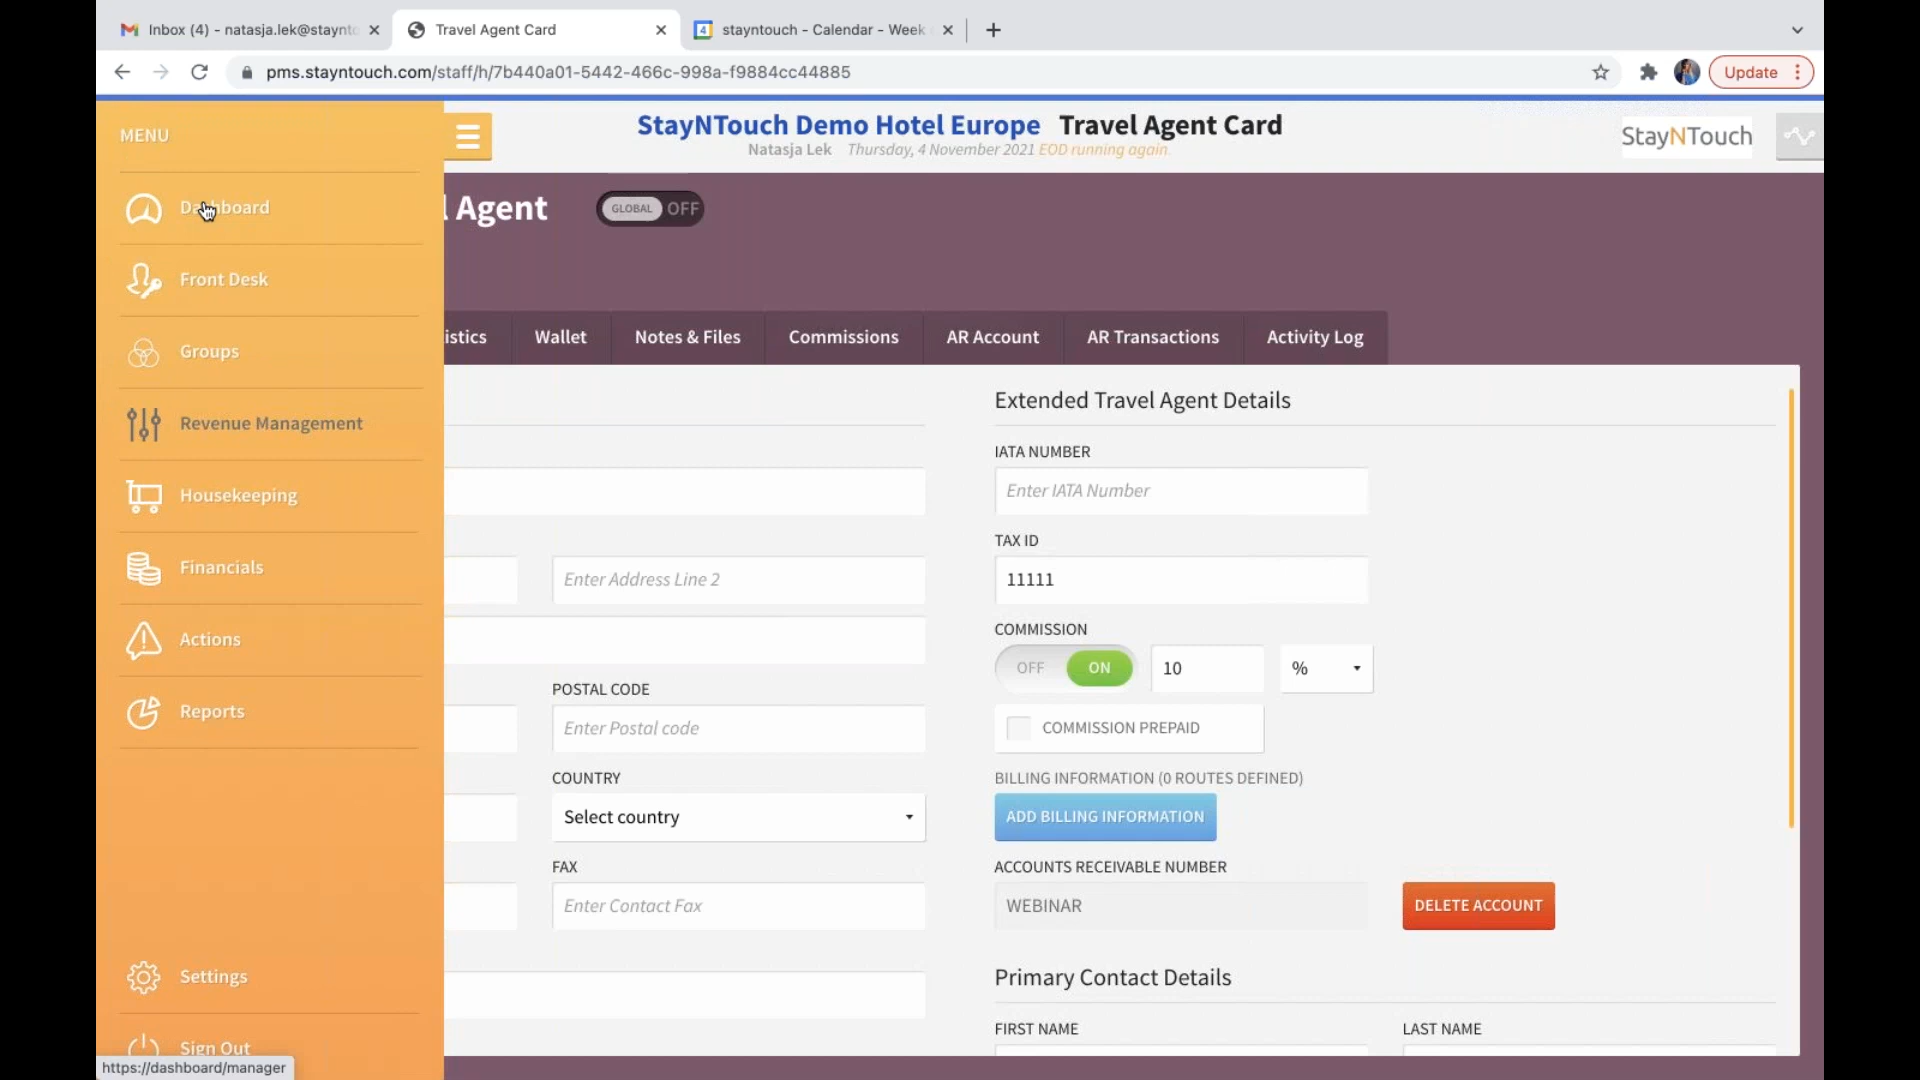 Inbox (4) - natasja.lek@staynto
Travel Agent Card
stayntouch - Calendar - Week
pms.stayntouch.com/staff/h/7b440a01-5442-466c-998a-f9884cc44885
Update
MENU
StayNTouch Demo Hotel Europe Travel Agent Card
Natasja Lek Thursday, 4 November 2021 EOD running again.
StayNTouch
Dashboard
Front Desk
Groups
Revenue Management
Housekeeping
Financials
Actions
Reports
Settings
Sign Out
https://dashboard/manager
l Agent
GLOBAL OFF
istics
Wallet
Notes & Files
Commissions
AR Account
AR Transactions
Activity Log
Enter Address Line 2
POSTAL CODE
Enter Postal code
COUNTRY
Select country
FAX
Enter Contact Fax
Extended Travel Agent Details
IATA NUMBER
Enter IATA Number
TAX ID
11111
COMMISSION
OFF ON 10 %
COMMISSION PREPAID
BILLING INFORMATION (0 ROUTES DEFINED)
ADD BILLING INFORMATION
ACCOUNTS RECEIVABLE NUMBER
WEBINAR
DELETE ACCOUNT
Primary Contact Details
FIRST NAME
LAST NAME